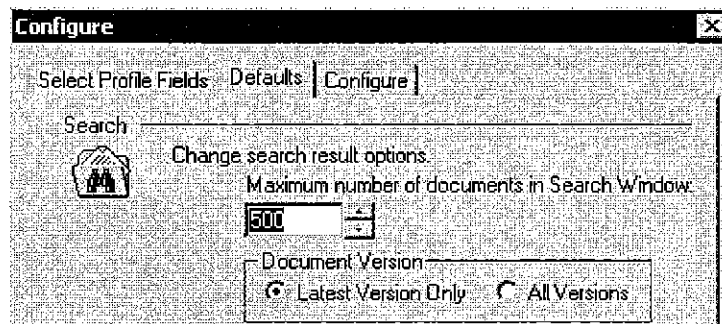 Configure
Select Profile Fields Defaults Configure
Search
Change search result options.
Maximum number of documents in Search Window:
500
Document Version
Latest Version Only All Versions